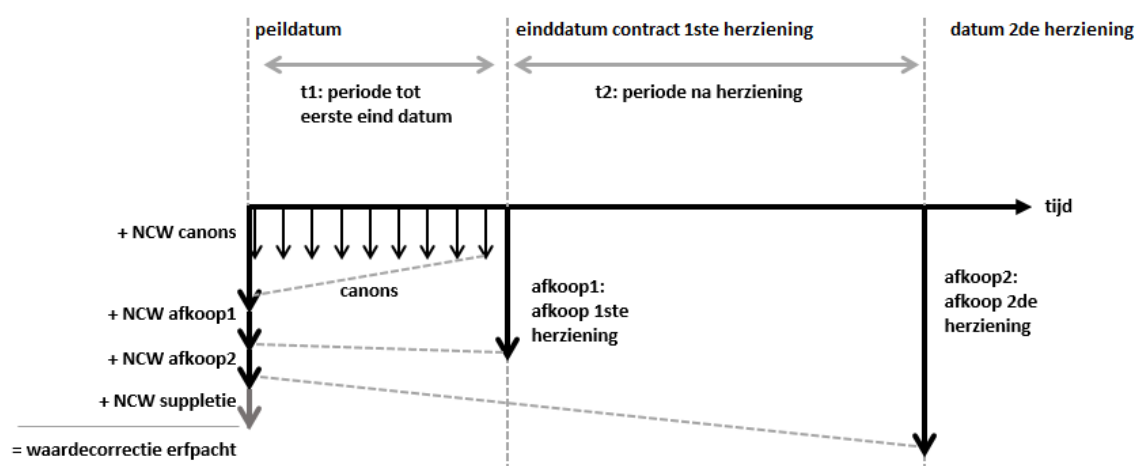 peildatum
einddatum contract 1ste herziening
datum 2de herziening
t1: periode tot
eerste eind datum
t2: periode na herziening
tijd
+ NCW canons
canons
+ NCW afkoop1
+ NCW afkoop2
+ NCW suppletie
= waardecorrectie erfpacht
afkoop1:
afkoop 1ste
herziening
afkoop2:
afkoop 2de
herziening